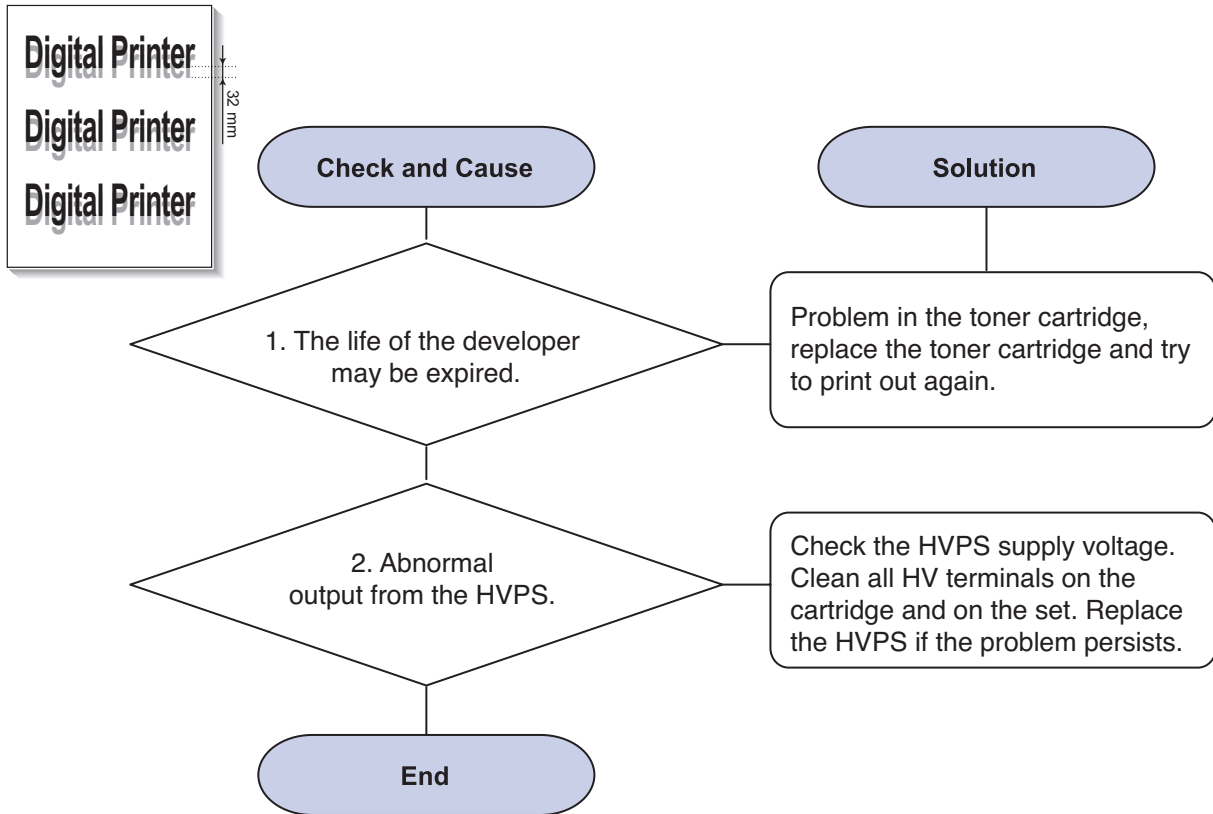 Digital Printer
32 mm
Digital Printer
Digital Printer
Check and Cause
Solution
1. The life of the developer
may be expired.
Problem in the toner cartridge,
replace the toner cartridge and try
to print out again.
2. Abnormal
output from the HVPS.
Check the HVPS supply voltage.
Clean all HV terminals on the
cartridge and on the set. Replace
the HVPS if the problem persists.
End